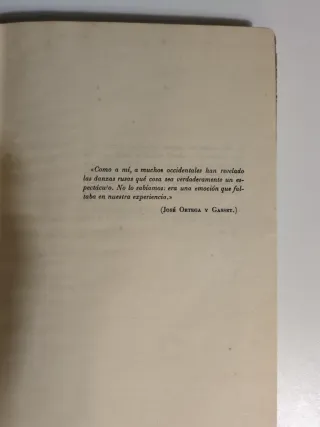 «Como a mí, a muchos occidentales han revelado
las danzas rusas qué cosa sea verdaderamente un es-
pectáculo. No lo sabíamos: era una emoción que fal-
taba en nuestra experiencia.»
(José Ortega y Gasset.)